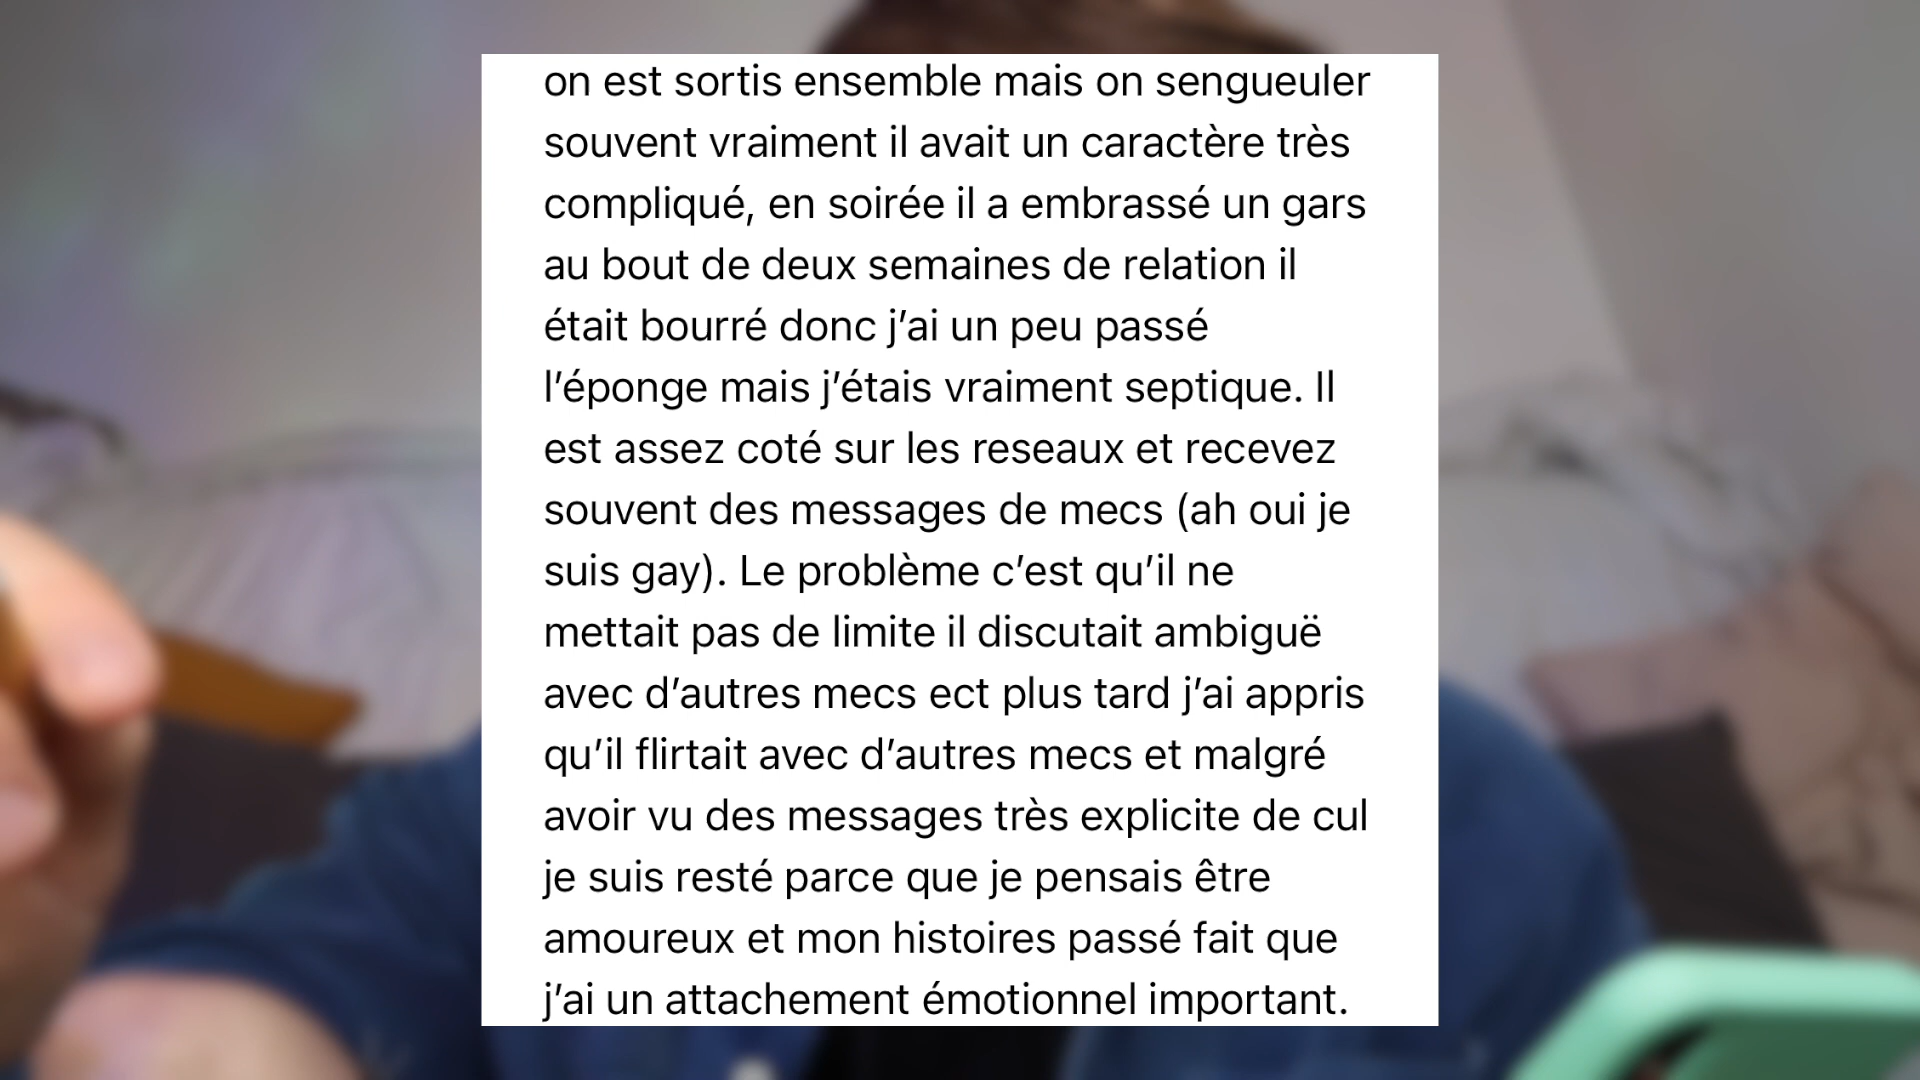 on est sortis ensemble mais on sengueuler
souvent vraiment il avait un caractère très
compliqué, en soirée il a embrassé un gars
au bout de deux semaines de relation il
était bourré donc j’ai un peu passé
l’éponge mais j’étais vraiment septique. Il
est assez coté sur les reseaux et recevez
souvent des messages de mecs (ah oui je
suis gay). Le problème c’est qu’il ne
mettait pas de limite il discutait ambiguë
avec d’autres mecs ect plus tard j’ai appris
qu’il flirtait avec d’autres mecs et malgré
avoir vu des messages très explicite de cul
je suis resté parce que je pensais être
amoureux et mon histoires passé fait que
j’ai un attachement émotionnel important.